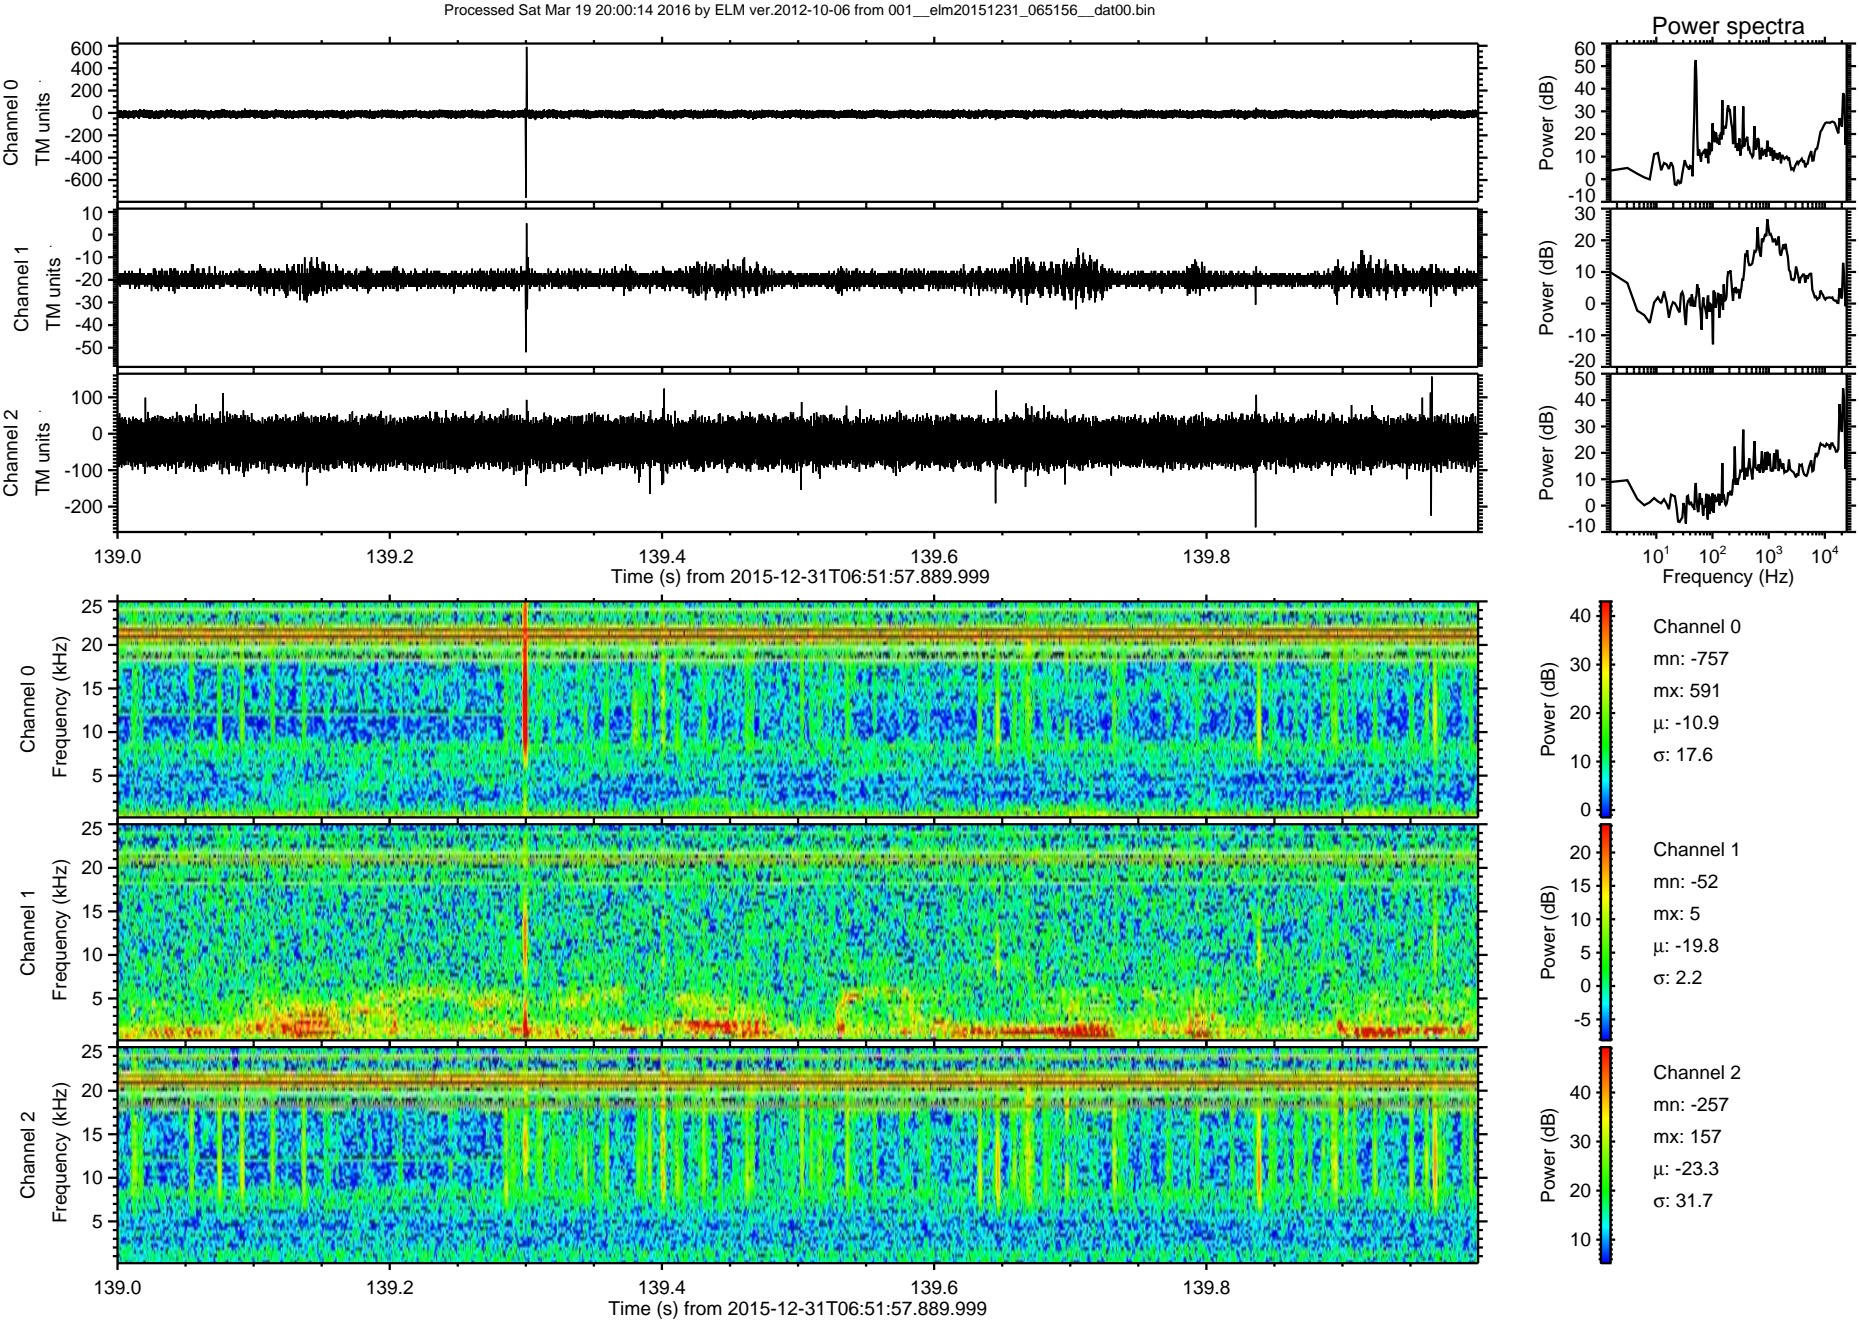 Processed Sat Mar 19 20:00:14 2016 by ELM ver.2012-10-06 from 001__elm20151231_065156__dat00.bin
Power spectra
Channel 0
TM units
600
400
200
0
-200
-400
-600
Power (dB)
60
50
40
30
20
10
0
-10
Channel 1
TM units
10
0
-10
-20
-30
-40
-50
Power (dB)
30
20
10
0
-10
-20
Channel 2
TM units
100
0
-100
-200
Power (dB)
50
40
30
20
10
0
-10
139.0 139.2 139.4 139.6 139.8
Time (s) from 2015-12-31T06:51:57.889.999
10¹ 10² 10³ 10⁴
Frequency (Hz)
Channel 0
Frequency (kHz)
25
20
15
10
5
Power (dB)
40
30
20
10
0
Channel 0
mn: -757
mx: 591
μ: -10.9
σ: 17.6
Channel 1
Frequency (kHz)
25
20
15
10
5
Power (dB)
20
15
10
5
0
-5
Channel 1
mn: -52
mx: 5
μ: -19.8
σ: 2.2
Channel 2
Frequency (kHz)
25
20
15
10
5
Power (dB)
40
30
20
10
Channel 2
mn: -257
mx: 157
μ: -23.3
σ: 31.7
139.0 139.2 139.4 139.6 139.8
Time (s) from 2015-12-31T06:51:57.889.999